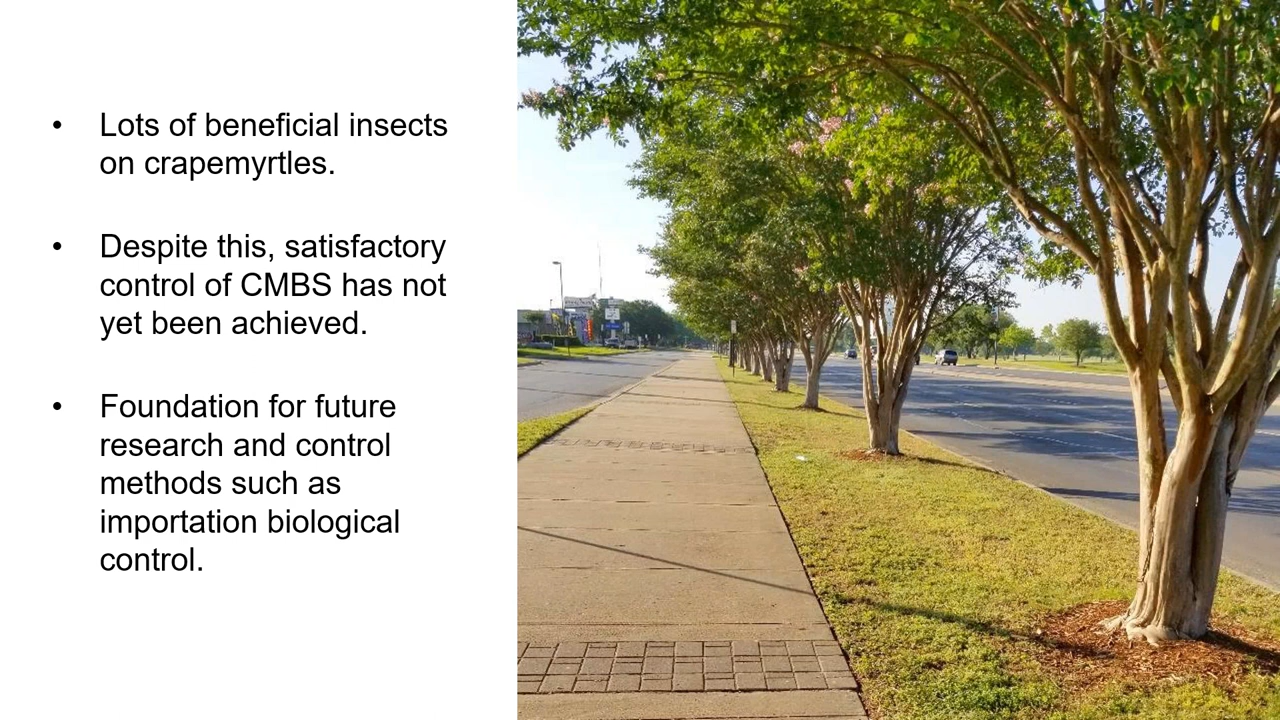 • Lots of beneficial insects
on crapemyrtles.
• Despite this, satisfactory
control of CMBS has not
yet been achieved.
• Foundation for future
research and control
methods such as
importation biological
control.